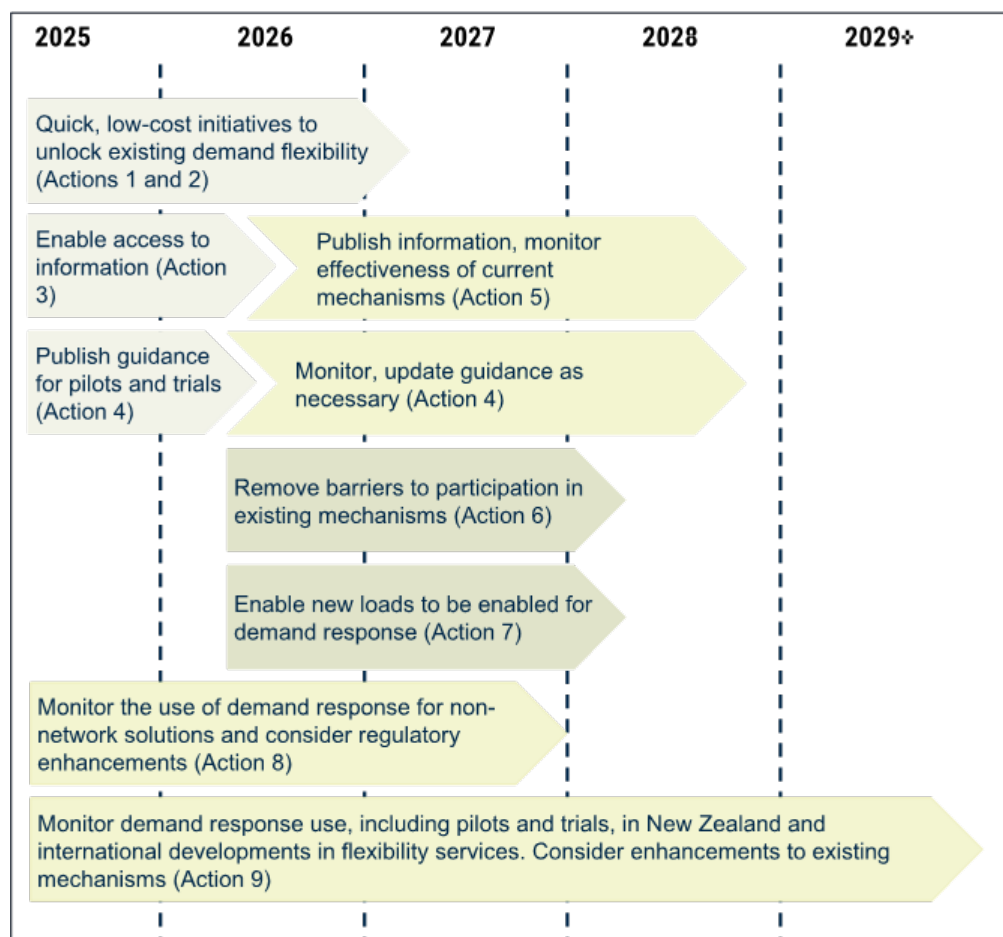 2025 2026 2027 2028 2029+
Quick, low-cost initiatives to
unlock existing demand flexibility
(Actions 1 and 2)
Enable access to
information (Action
3)
Publish information, monitor
effectiveness of current
mechanisms (Action 5)
Publish guidance
for pilots and trials
(Action 4)
Monitor, update guidance as
necessary (Action 4)
Remove barriers to participation in
existing mechanisms (Action 6)
Enable new loads to be enabled for
demand response (Action 7)
Monitor the use of demand response for non-
network solutions and consider regulatory
enhancements (Action 8)
Monitor demand response use, including pilots and trials, in New Zealand and
international developments in flexibility services. Consider enhancements to existing
mechanisms (Action 9)